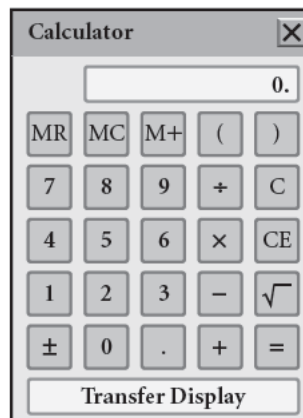 Calculator
0.
MR MC M+ ( )
7 8 9 ÷ C
4 5 6 × CE
1 2 3 − √
± 0 . + =
Transfer Display